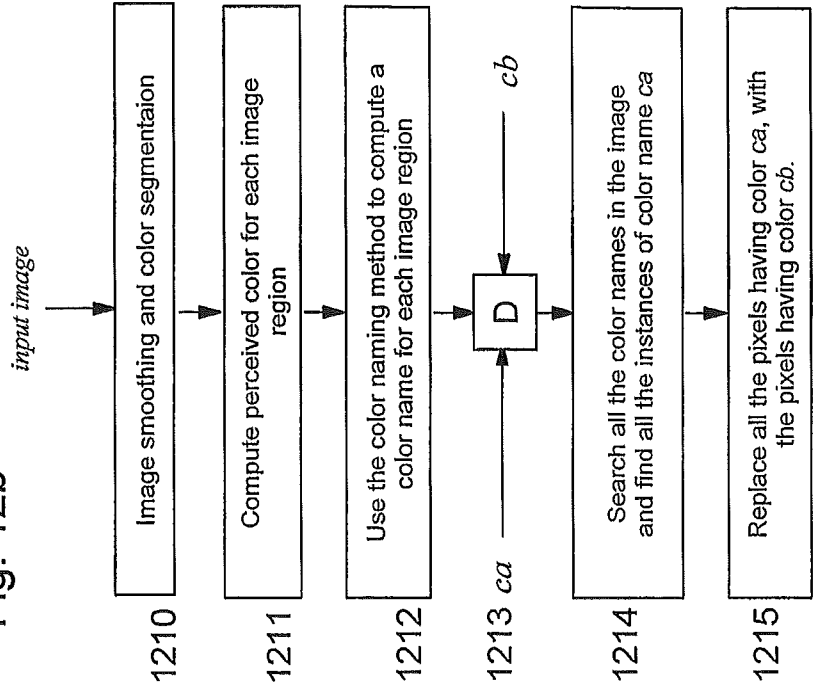 Fig. 12b
input image
1210
Image smoothing and color segmentaion
1211
Compute perceived color for each image
region
1212
Use the color naming method to compute a
color name for each image region
1213
ca
D
cb
1214
Search all the color names in the image
and find all the instances of color name ca
1215
Replace all the pixels having color ca, with
the pixels having color cb.